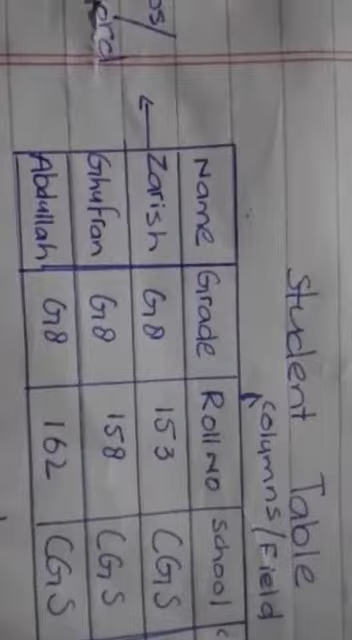 Student Table
columns/Field
Name Grade Roll No School
Zarish G8 153 CGS
Ghufran G8 158 CGS
Abdullah G8 162 CGS